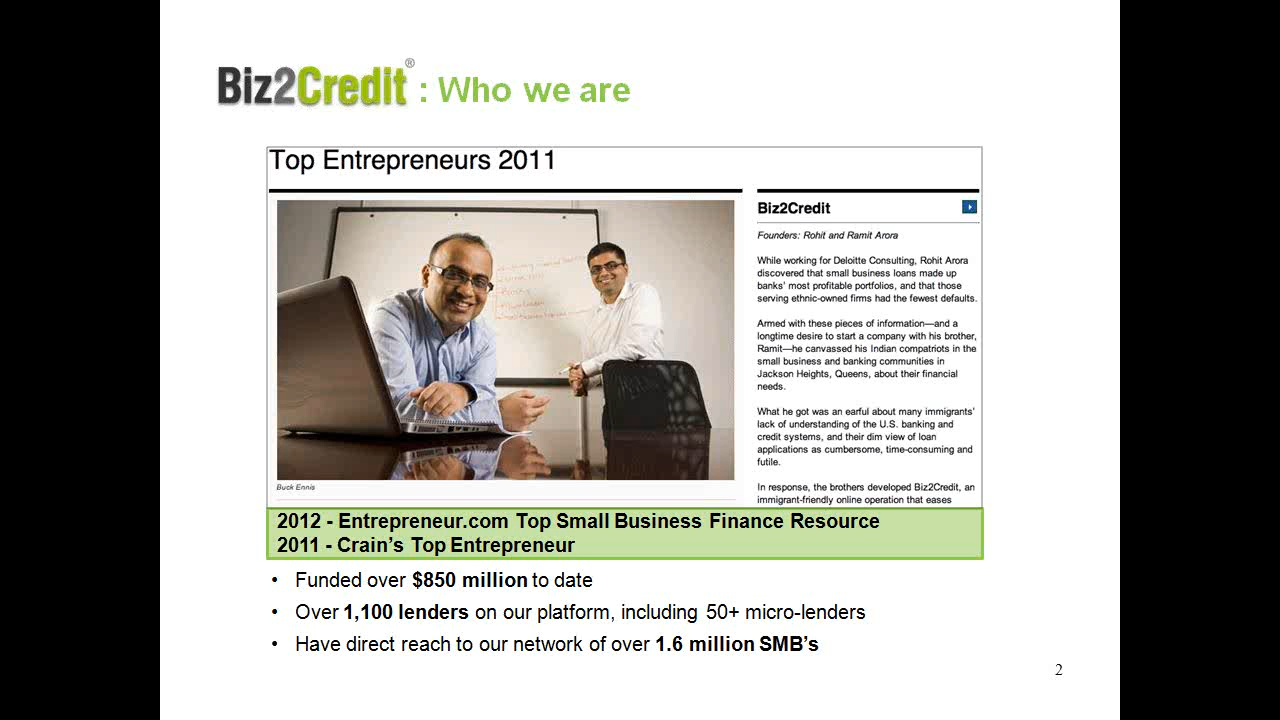 Biz2Credit® : Who we are
Top Entrepreneurs 2011
Buck Ennis
Biz2Credit
Founders: Rohit and Ramit Arora
While working for Deloitte Consulting, Rohit Arora
discovered that small business loans made up
banks' most profitable portfolios, and that those
serving ethnic-owned firms had the fewest defaults.
Armed with these pieces of information—and a
longtime desire to start a company with his brother,
Ramit—he canvassed his Indian compatriots in the
small business and banking communities in
Jackson Heights, Queens, about their financial
needs.
What he got was an earful about many immigrants'
lack of understanding of the U.S. banking and
credit systems, and their dim view of loan
applications as cumbersome, time-consuming and
futile.
In response, the brothers developed Biz2Credit, an
immigrant-friendly online operation that eases
2012 - Entrepreneur.com Top Small Business Finance Resource
2011 - Crain's Top Entrepreneur
• Funded over $850 million to date
• Over 1,100 lenders on our platform, including 50+ micro-lenders
• Have direct reach to our network of over 1.6 million SMB's
2